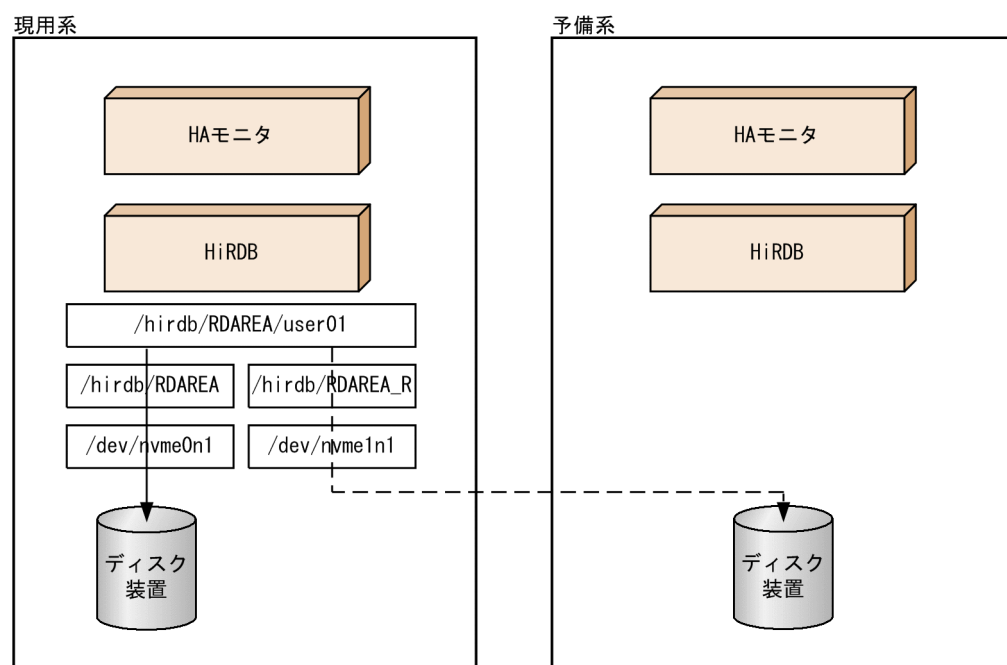 現用系
予備系
HAモニタ
HAモニタ
HiRDB
HiRDB
/hirdb/RDAREA/user01
/hirdb/RDAREA
/hirdb/RDAREA_R
/dev/nvme0n1
/dev/nvme1n1
ディスク
装置
ディスク
装置